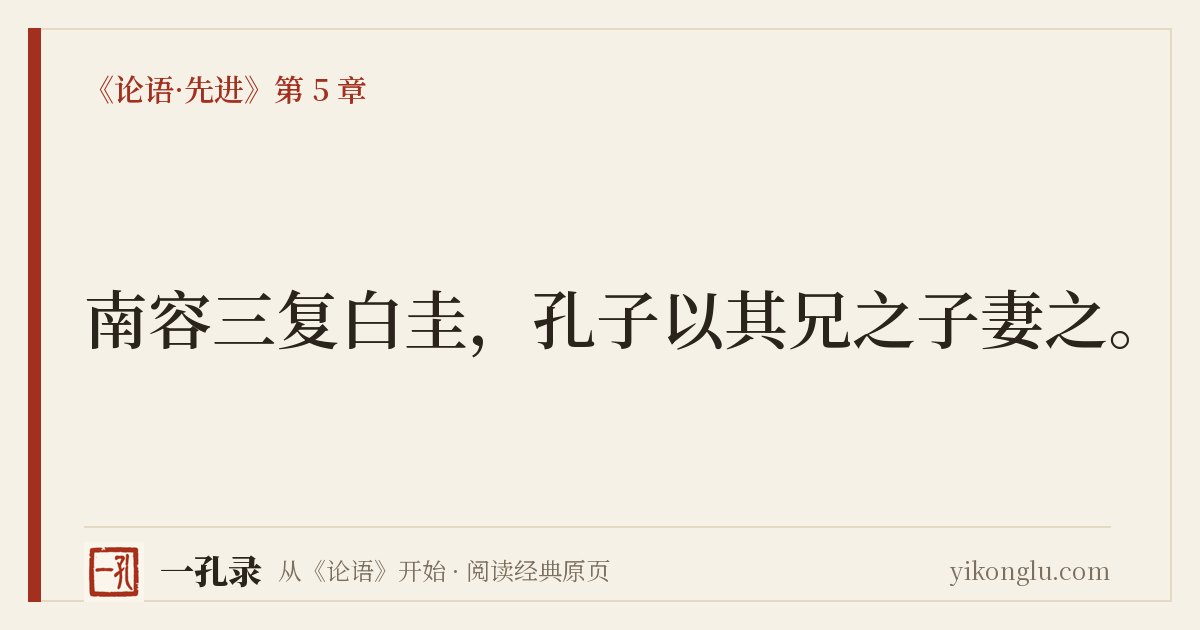 《论语·先进》第 5 章
南容三复白圭，孔子以其兄之子妻之。
一孔
一孔录 从《论语》开始 · 阅读经典原页 yikonglu.com